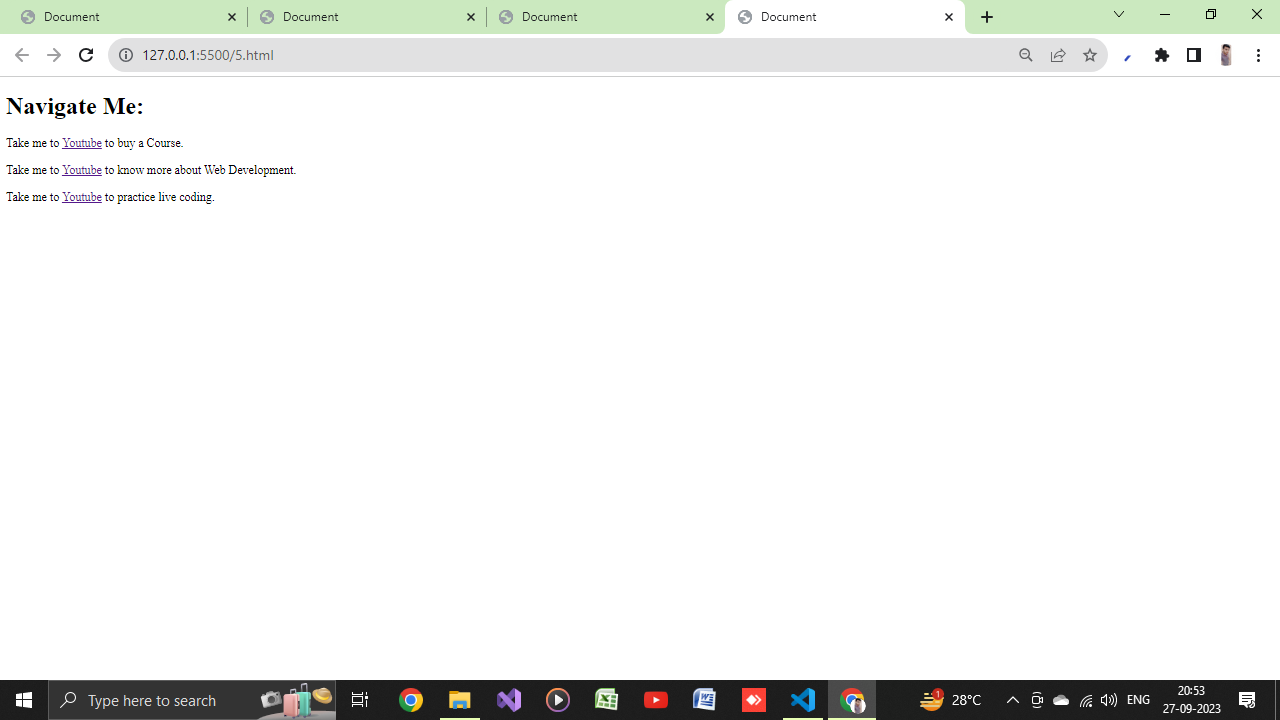 Document Document Document Document
127.0.0.1:5500/5.html
Navigate Me:
Take me to Youtube to buy a Course.
Take me to Youtube to know more about Web Development.
Take me to Youtube to practice live coding.
Type here to search
1
28°C
ENG
20:53
27-09-2023